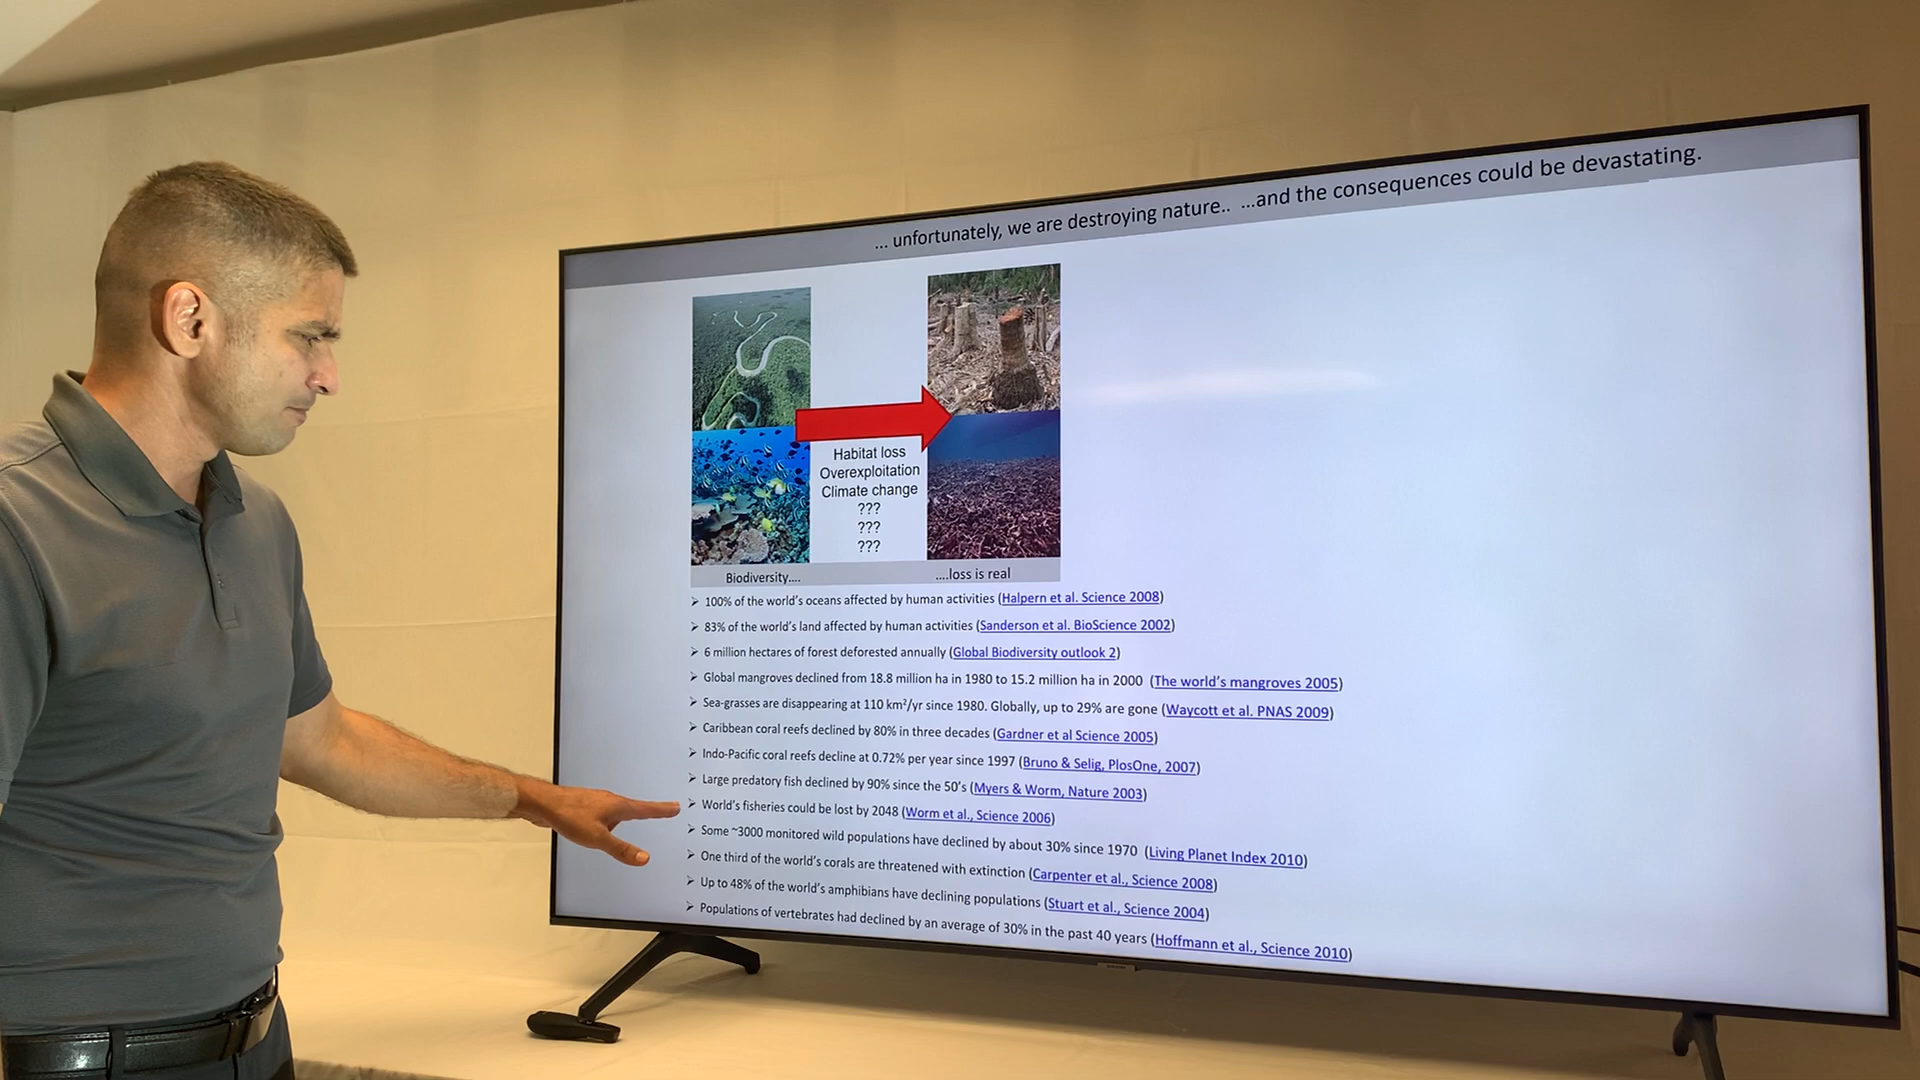 ... unfortunately, we are destroying nature.. ...and the consequences could be devastating.
Habitat loss
Overexploitation
Climate change
???
???
???
Biodiversity.... ....loss is real
➢ 100% of the world's oceans affected by human activities (Halpern et al. Science 2008)
➢ 83% of the world's land affected by human activities (Sanderson et al. BioScience 2002)
➢ 6 million hectares of forest deforested annually (Global Biodiversity outlook 2)
➢ Global mangroves declined from 18.8 million ha in 1980 to 15.2 million ha in 2000 (The world's mangroves 2005)
➢ Sea-grasses are disappearing at 110 km²/yr since 1980. Globally, up to 29% are gone (Waycott et al. PNAS 2009)
➢ Caribbean coral reefs declined by 80% in three decades (Gardner et al Science 2005)
➢ Indo-Pacific coral reefs decline at 0.72% per year since 1997 (Bruno & Selig, PlosOne, 2007)
➢ Large predatory fish declined by 90% since the 50's (Myers & Worm, Nature 2003)
➢ World's fisheries could be lost by 2048 (Worm et al., Science 2006)
➢ Some ~3000 monitored wild populations have declined by about 30% since 1970 (Living Planet Index 2010)
➢ One third of the world's corals are threatened with extinction (Carpenter et al., Science 2008)
➢ Up to 48% of the world's amphibians have declining populations (Stuart et al., Science 2004)
➢ Populations of vertebrates had declined by an average of 30% in the past 40 years (Hoffmann et al., Science 2010)